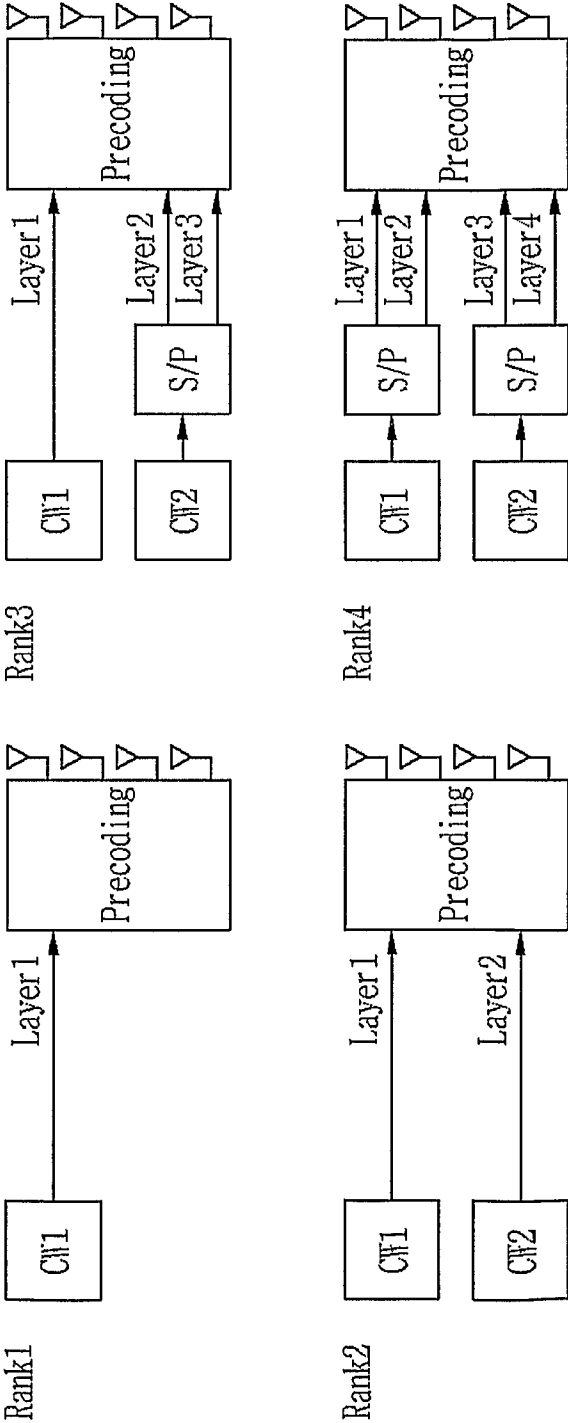 Rank1
CW1
Layer1
Precoding
Rank3
CW1
Layer1
CW2
S/P
Layer2
Layer3
Precoding
Rank2
CW1
Layer1
CW2
Layer2
Precoding
Rank4
CW1
S/P
Layer1
Layer2
CW2
S/P
Layer3
Layer4
Precoding